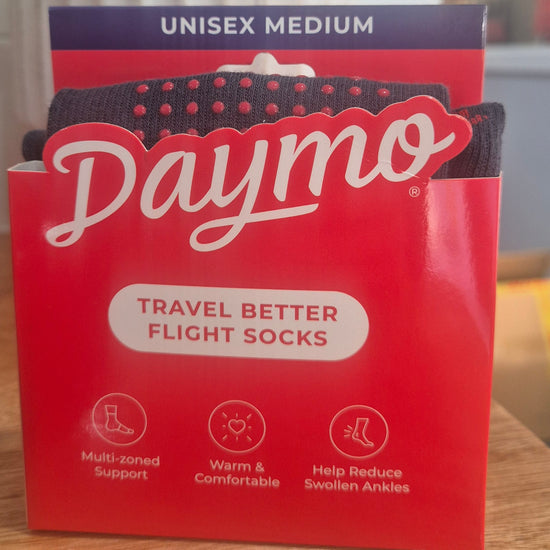 UNISEX MEDIUM
Daymo®
TRAVEL BETTER
FLIGHT SOCKS
Multi-zoned
Support
Warm &
Comfortable
Help Reduce
Swollen Ankles